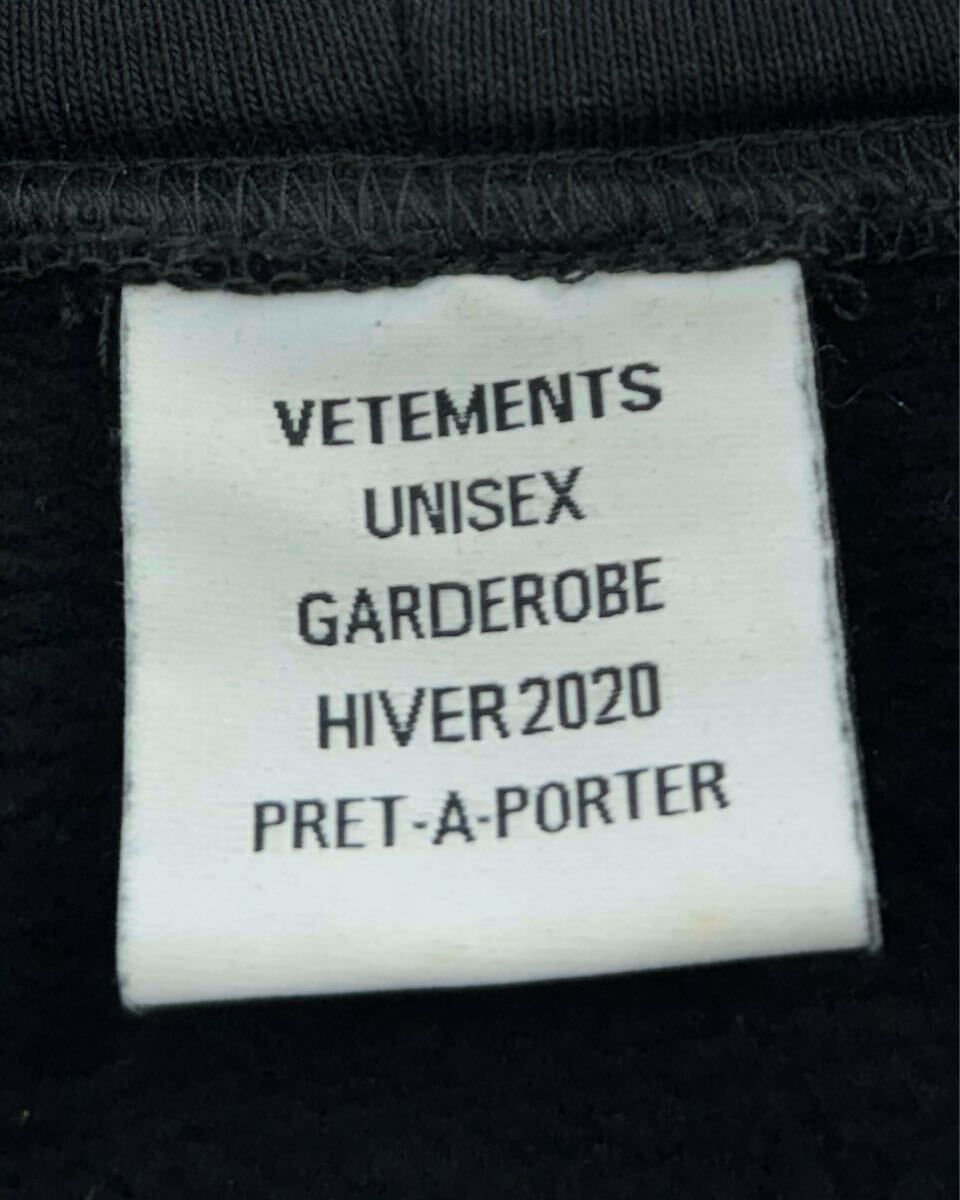 VETEMENTS
UNISEX
GARDEROBE
HIVER 2020
PRET-A-PORTER